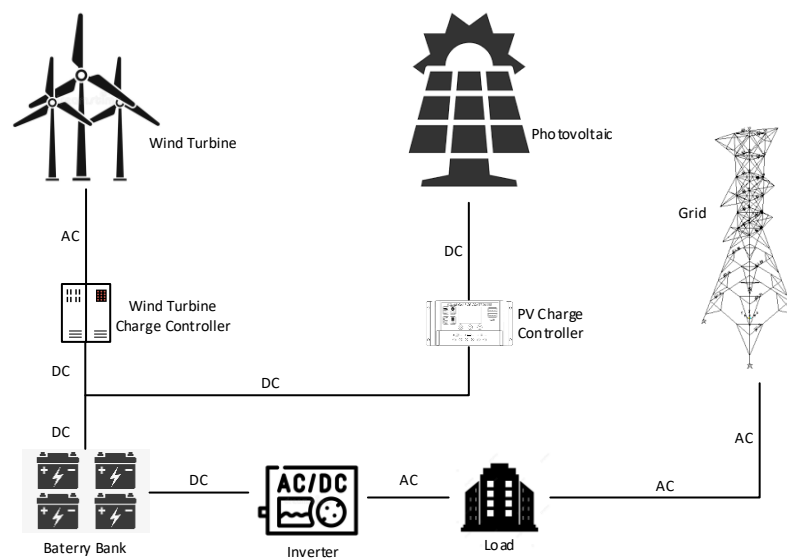 Wind Turbine
Photovoltaic
Grid
AC
DC
Wind Turbine
Charge Controller
PV Charge
Controller
DC
DC
DC
AC
DC
AC/DC
AC
AC
Load
Baterry Bank
Inverter